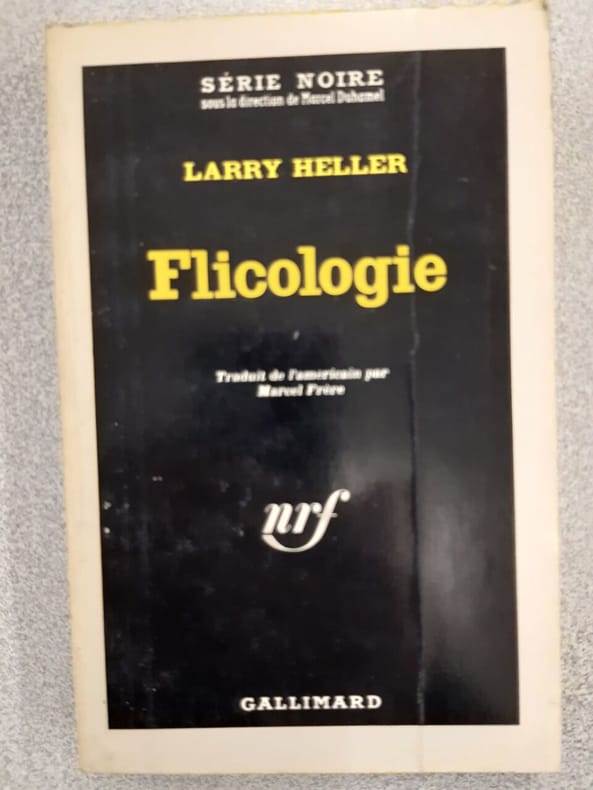 SÉRIE NOIRE
sous la direction de Marcel Duhamel
LARRY HELLER
Flicologie
Traduit de l'américain par
Marcel Frère
nrf
GALLIMARD